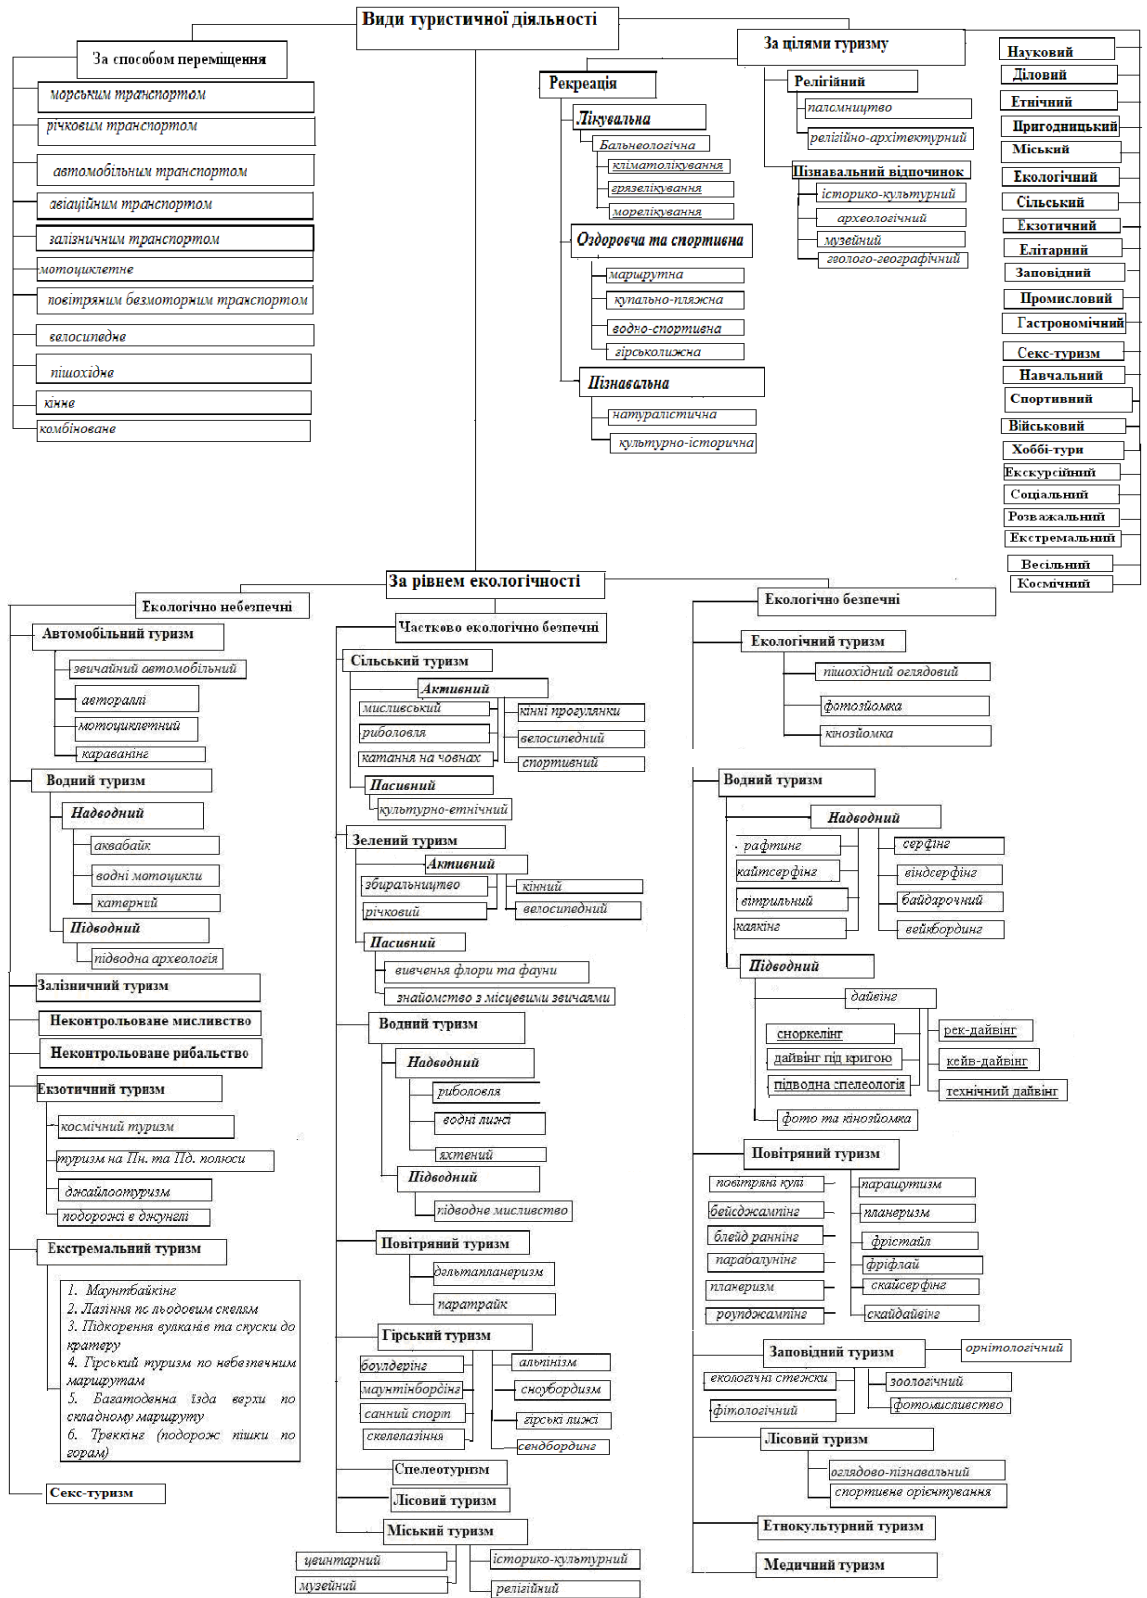 Види туристичної діяльності
За способом переміщення
морським транспортом
річковим транспортом
автомобільним транспортом
авіаційним транспортом
залізничним транспортом
мотоциклетне
повітряним безмоторним транспортом
велосипедне
пішохідне
кінне
комбіноване
За цілями туризму
Рекреація
Лікувальна
Бальнеологічна
кліматолікування
грязелікування
морелікування
Оздоровча та спортивна
маршрутна
купально-пляжна
водно-спортивна
гірськолижна
Пізнавальна
натуралістична
культурно-історична
Релігійний
паломництво
релігійно-архітектурний
Пізнавальний відпочинок
історико-культурний
археологічний
музейний
геолого-географічний
Науковий
Діловий
Етнічний
Пригодницький
Міський
Екологічний
Сільський
Екзотичний
Елітарний
Заповідний
Промисловий
Гастрономічний
Секс-туризм
Навчальний
Спортивний
Військовий
Хоббі-тури
Екскурсійний
Соціальний
Розважальний
Екстремальний
Весільний
Космічний
За рівнем екологічності
Екологічно небезпечні
Автомобільний туризм
звичайний автомобільний
автораллі
мотоциклетний
караванінг
Водний туризм
Надводний
аквабайк
водні мотоцикли
катерний
Підводний
підводна археологія
Залізничний туризм
Неконтрольоване мисливство
Неконтрольоване рибальство
Екзотичний туризм
космічний туризм
туризм на Пн. та Пд. полюси
джайлоотуризм
подорожі в джунглі
Екстремальний туризм
1. Маунтбайкінг
2. Лазіння по льодовим скелям
3. Підкорення вулканів та спуски до
кратеру
4. Гірський туризм по небезпечним
маршрутам
5. Багатоденна їзда верхи по
складному маршруту
6. Треккінг (подорож пішки по
горам)
Секс-туризм
Частково екологічно безпечні
Сільський туризм
Активний
мисливський
риболовля
катання на човнах
кінні прогулянки
велосипедний
спортивний
Пасивний
культурно-етнічний
Зелений туризм
Активний
збиральництво
річковий
кінний
велосипедний
Пасивний
вивчення флори та фауни
знайомство з місцевими звичаями
Водний туризм
Надводний
риболовля
водні лижі
яхтений
Підводний
підводне мисливство
Повітряний туризм
дельтапланеризм
паратрайк
Гірський туризм
боулдерінг
маунтінбордінг
санний спорт
скелелазіння
альпінізм
сноубордизм
гірські лижі
сендбординг
Спелеотуризм
Лісовий туризм
Міський туризм
цвинтарний
музейний
історико-культурний
релігійний
Екологічно безпечні
Екологічний туризм
пішохідний оглядовий
фотозйомка
кінозйомка
Водний туризм
Надводний
рафтинг
кайтсерфінг
вітрильний
каякінг
серфінг
віндсерфінг
байдарочний
вейкбординг
Підводний
дайвінг
сноркелінг
дайвінг під кригою
підводна спелеологія
рек-дайвінг
кейв-дайвінг
технічний дайвінг
фото та кінозйомка
Повітряний туризм
повітряні кулі
бейсджампінг
блейд раннінг
парабалунінг
планеризм
роупджампінг
парашутизм
планеризм
фрістайл
фріфлай
скайсерфінг
скайдайвінг
Заповідний туризм
орнітологічний
екологічні стежки
фітологічний
зоологічний
фотомисливство
Лісовий туризм
оглядово-пізнавальний
спортивне орієнтування
Етнокультурний туризм
Медичний туризм